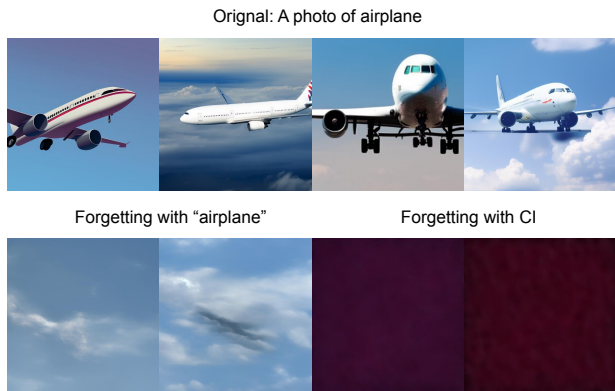 Orignal: A photo of airplane
Forgetting with “airplane”
Forgetting with CI